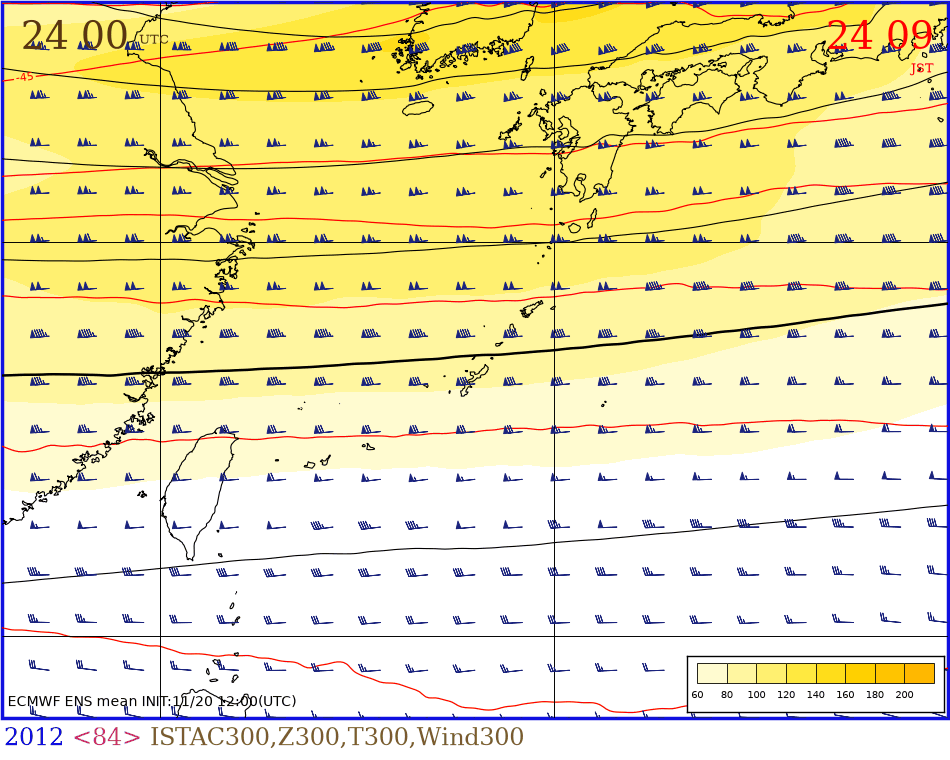 24 00 UTC
24 09
JST
-45
60 80 100 120 140 160 180 200
ECMWF ENS mean INIT:11/20 12:00(UTC)
2012 <84> ISTAC300,Z300,T300,Wind300